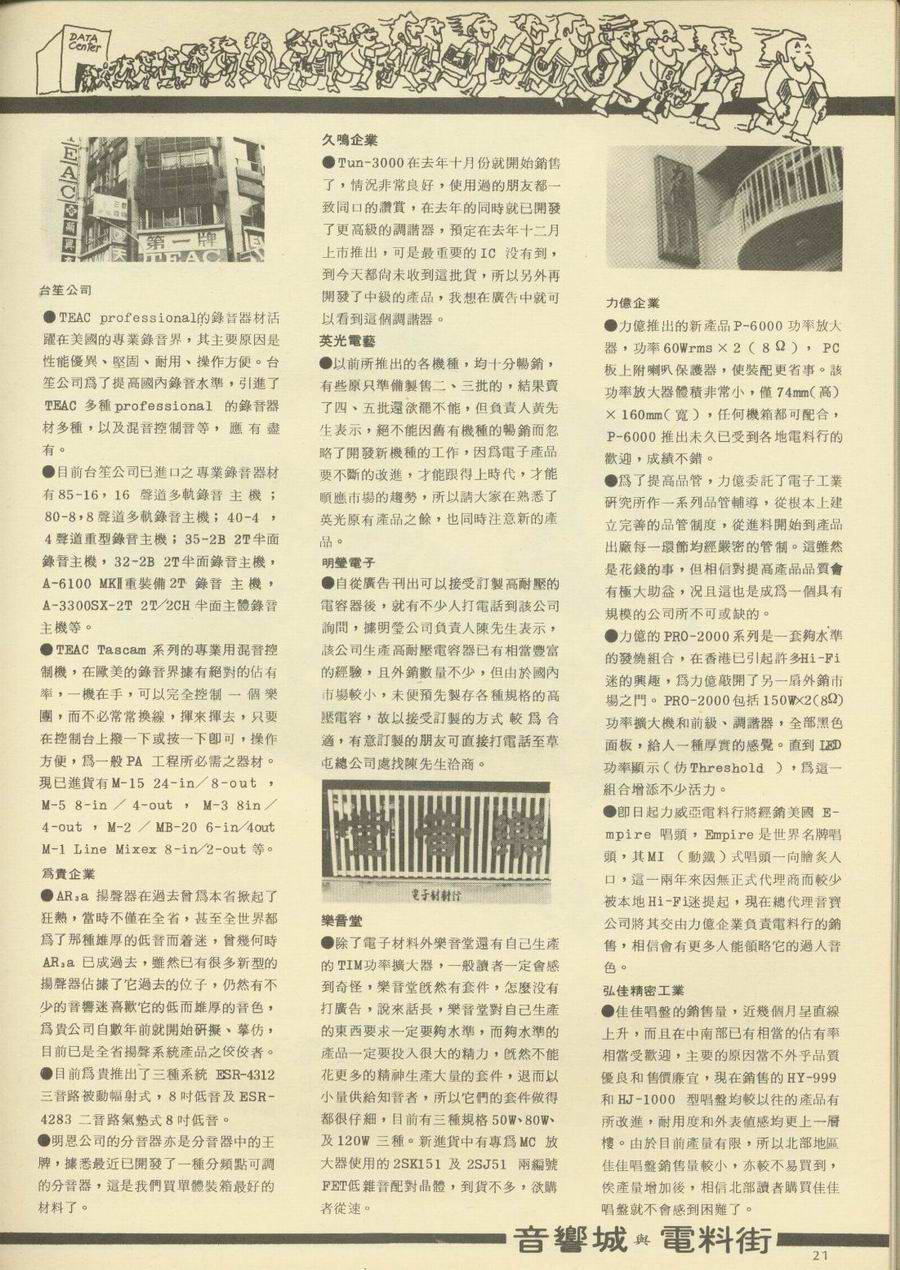 DATA
Center
TEAC
第一牌
TEAC
台笙公司
●TEAC professional的錄音器材活
躍在美國的專業錄音界，其主要原因是
性能優異、堅固、耐用、操作方便。台
笙公司爲了提高國內錄音水準，引進了
TEAC 多種professional 的錄音器
材多種，以及混音控制音等， 應 有 盡
有。
●目前台笙公司已進口之專業錄音器材
有85-16，16 聲道多軌錄音 主 機 ；
80-8，8聲道多軌錄音主機； 40-4 ，
4聲道重型錄音主機；35-2B 2T半面
錄音主機，32-2B 2T半面錄音主機，
A-6100 MKⅡ重裝備2T 錄音 主 機，
A-3300SX-2T 2T／2CH 半面主體錄音
主機等。
●TEAC Tascam 系列的專業用混音控
制機，在歐美的錄音界擁有絕對的佔有
率，一機在手，可以完全控制 一 個 樂
團，而不必常常換線，揮來揮去，只要
在控制台上撥一下或按一下卽可，操作
方便，爲一般PA 工程所必需之器材。
現已進貨有M-15 24-in／8-out ，
M-5 8-in ／ 4-out ， M-3 8in／
4-out ，M-2 ／ MB-20 6-in／4out
M-1 Line Mixex 8-in／2-out 等。
爲貴企業
●AR₃a 揚聲器在過去曾爲本省掀起了
狂熱，當時不僅在全省，甚至全世界都
爲了那種雄厚的低音而着迷，曾幾何時
AR₃a 已成過去，雖然已有很多新型的
揚聲器佔據了它過去的位子，仍然有不
少的音響迷喜歡它的低而雄厚的音色，
爲貴公司自數年前就開始硏擬、摹仿，
目前已是全省揚聲系統產品之佼佼者。
●目前爲貴推出了三種系統 ESR-4312
三音路被動輻射式，8吋低音及ESR-
4283 二音路氣墊式8吋低音。
●明恩公司的分音器亦是分音器中的王
牌，據悉最近已開發了一種分頻點可調
的分音器，這是我們買單體裝箱最好的
材料了。
久鳴企業
●Tun-3000在去年十月份就開始銷售
了，情況非常良好，使用過的朋友都一
致同口的讚賞，在去年的同時就已開發
了更高級的調諧器，預定在去年十二月
上市推出，可是最重要的IC 沒有到，
到今天都尙未收到這批貨，所以另外再
開發了中級的產品，我想在廣告中就可
以看到這個調諧器。
英光電藝
●以前所推出的各機種，均十分暢銷，
有些原只準備製售二、三批的，結果賣
了四、五批還欲罷不能，但負責人黃先
生表示，絕不能因舊有機種的暢銷而忽
略了開發新機種的工作，因爲電子產品
要不斷的改進，才能跟得上時代，才能
順應市場的趨勢，所以請大家在熟悉了
英光原有產品之餘，也同時注意新的產
品。
明瑩電子
●自從廣告刊出可以接受訂製高耐壓的
電容器後，就有不少人打電話到該公司
詢問，據明瑩公司負責人陳先生表示，
該公司生產高耐壓電容器已有相當豐富
的經驗，且外銷數量不少，但由於國內
市場較小，未便預先製存各種規格的高
壓電容，故以接受訂製的方式 較 爲 合
適，有意訂製的朋友可直接打電話至草
屯總公司處找陳先生洽商。
堂音樂
電子材料行
樂音堂
●除了電子材料外樂音堂還有自己生產
的TIM功率擴大器，一般讀者一定會感
到奇怪，樂音堂旣然有套件，怎麼沒有
打廣告，說來話長，樂音堂對自己生產
的東西要求一定要夠水準，而夠水準的
產品一定要投入很大的精力，旣然不能
花更多的精神生產大量的套件，退而以
小量供給知音者，所以它們的套件做得
都很仔細，目前有三種規格50W、80W、
及120W 三種。新進貨中有專爲MC 放
大器使用的2SK151 及 2SJ51 兩編號
FET低雜音配對晶體，到貨不多，欲購
者從速。
力億
力億企業
●力億推出的新產品P-6000 功率放大
器，功率60Wrms×2（ 8Ω）， PC
板上附喇叭保護器，使裝配更省事。該
功率放大器體積非常小，僅74mm（高）
×160mm（寬），任何機箱都可配合，
P-6000 推出未久已受到各地電料行的
歡迎，成績不錯。
●爲了提高品管，力億委託了電子工業
硏究所作一系列品管輔導，從根本上建
立完善的品管制度，從進料開始到產品
出廠每一環節均經嚴密的管制。這雖然
是花錢的事，但相信對提高產品品質會
有極大助益，况且這也是成爲一個具有
規模的公司所不可或缺的。
●力億的PRO-2000系列是一套夠水準
的發燒組合，在香港已引起許多Hi-Fi
迷的興趣，爲力億敲開了另一扇外銷市
場之門。PRO-2000包括150W×2（8Ω）
功率擴大機和前級、調諧器，全部黑色
面板，給人一種厚實的感覺。直到LED
功率顯示（仿Threshold ），爲這一
組合增添不少活力。
●卽日起力威亞電料行將經銷美國 E-
mpire 唱頭，Empire是世界名牌唱
頭，其MI （動鐵）式唱頭一向膾炙人
口，這一兩年來因無正式代理商而較少
被本地Hi-Fi迷提起，現在總代理音寶
公司將其交由力億企業負責電料行的銷
售，相信會有更多人能領略它的過人音
色。
弘佳精密工業
●佳佳唱盤的銷售量，近幾個月呈直線
上升，而且在中南部已有相當的佔有率
相當受歡迎，主要的原因當不外乎品質
優良和售價廉宜，現在銷售的HY-999
和HJ-1000 型唱盤均較以往的產品有
所改進，耐用度和外表値感均更上一層
樓。由於目前產量有限，所以北部地區
佳佳唱盤銷售量較小，亦較不易買到，
俟產量增加後，相信北部讀者購買佳佳
唱盤就不會感到困難了。
音響城與電料街
21